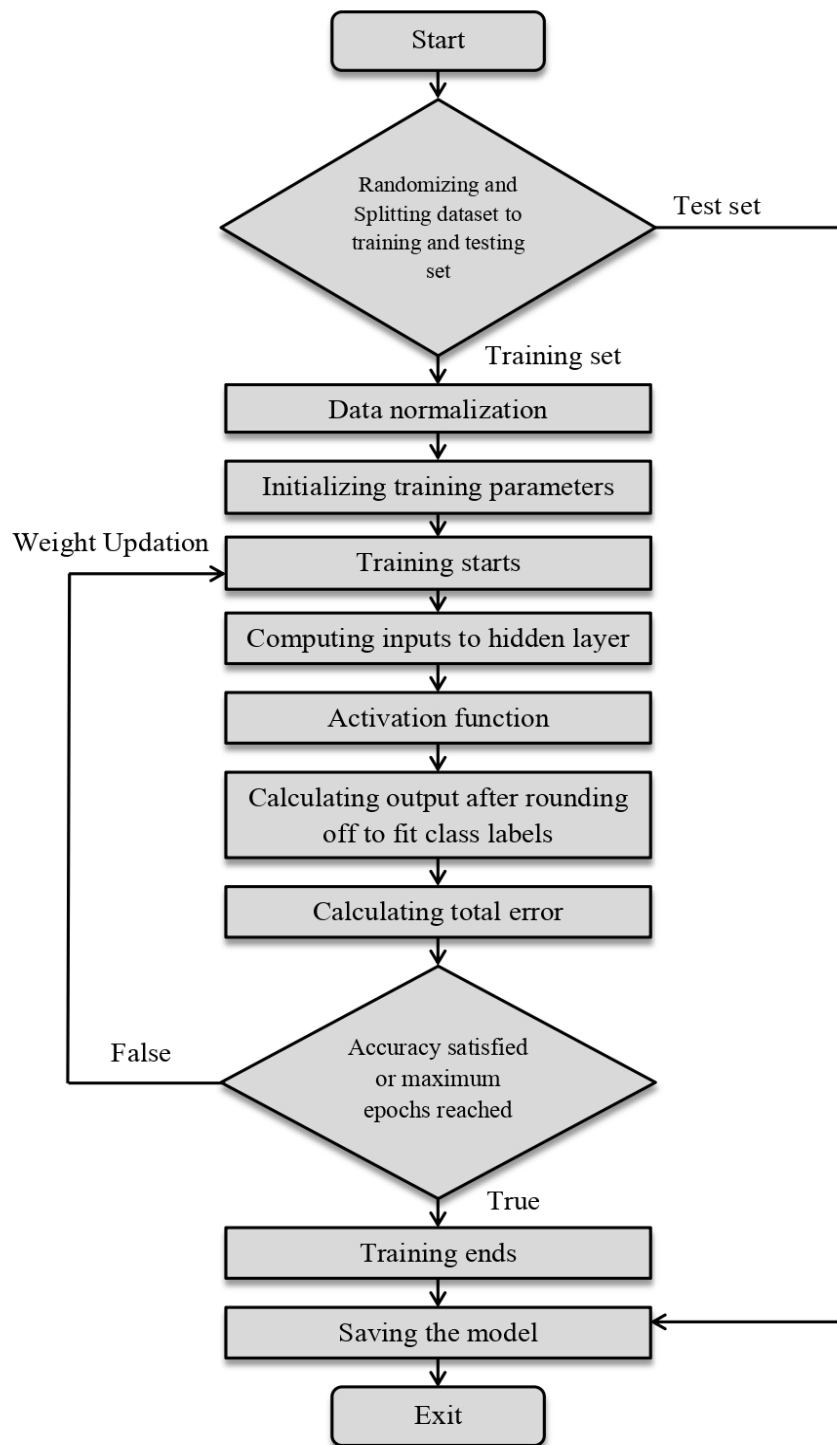 Start
Randomizing and
Splitting dataset to
training and testing
set
Test set
Training set
Data normalization
Initializing training parameters
Weight Updation
Training starts
Computing inputs to hidden layer
Activation function
Calculating output after rounding
off to fit class labels
Calculating total error
False
Accuracy satisfied
or maximum
epochs reached
True
Training ends
Saving the model
Exit